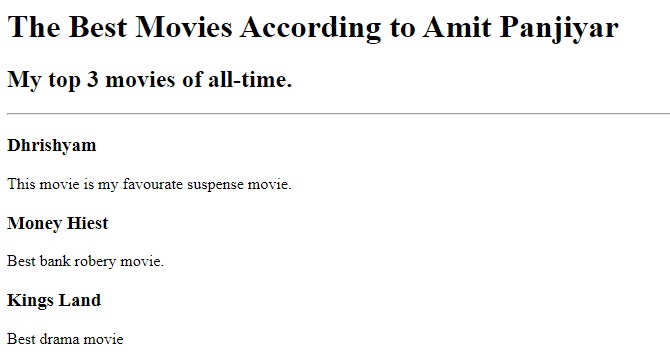 The Best Movies According to Amit Panjiyar
My top 3 movies of all-time.
Dhrishyam
This movie is my favourate suspense movie.
Money Hiest
Best bank robery movie.
Kings Land
Best drama movie